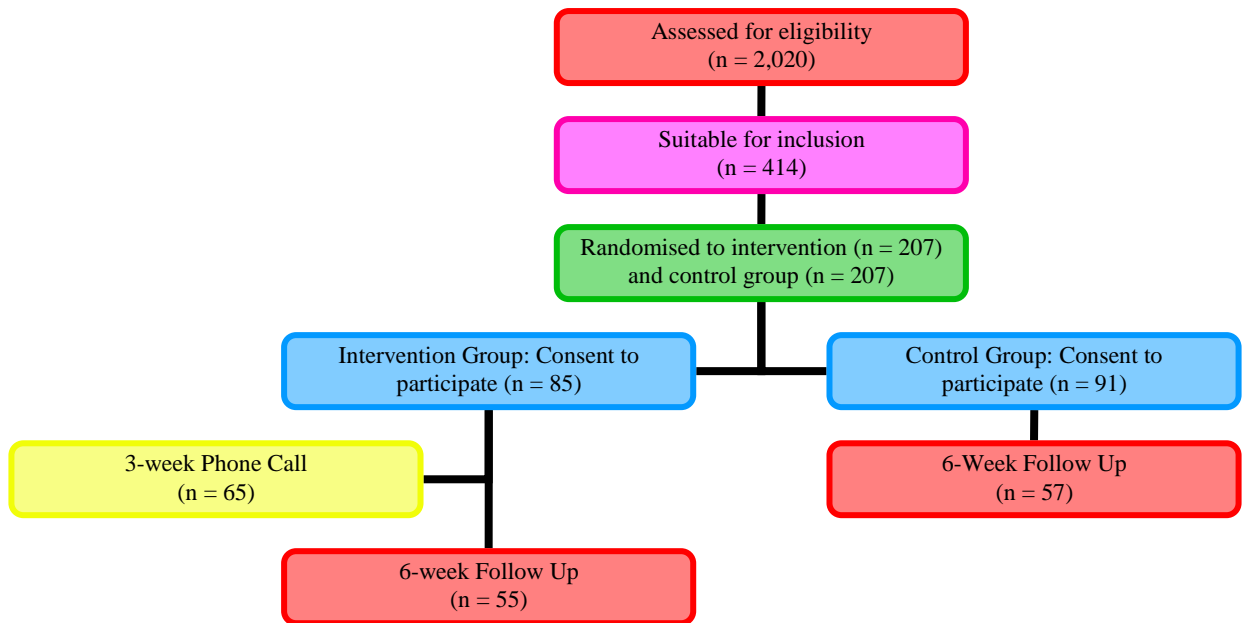 Assessed for eligibility
(n = 2,020)
Suitable for inclusion
(n = 414)
Randomised to intervention (n = 207)
and control group (n = 207)
Intervention Group: Consent to
participate (n = 85)
Control Group: Consent to
participate (n = 91)
3-week Phone Call
(n = 65)
6-Week Follow Up
(n = 57)
6-week Follow Up
(n = 55)